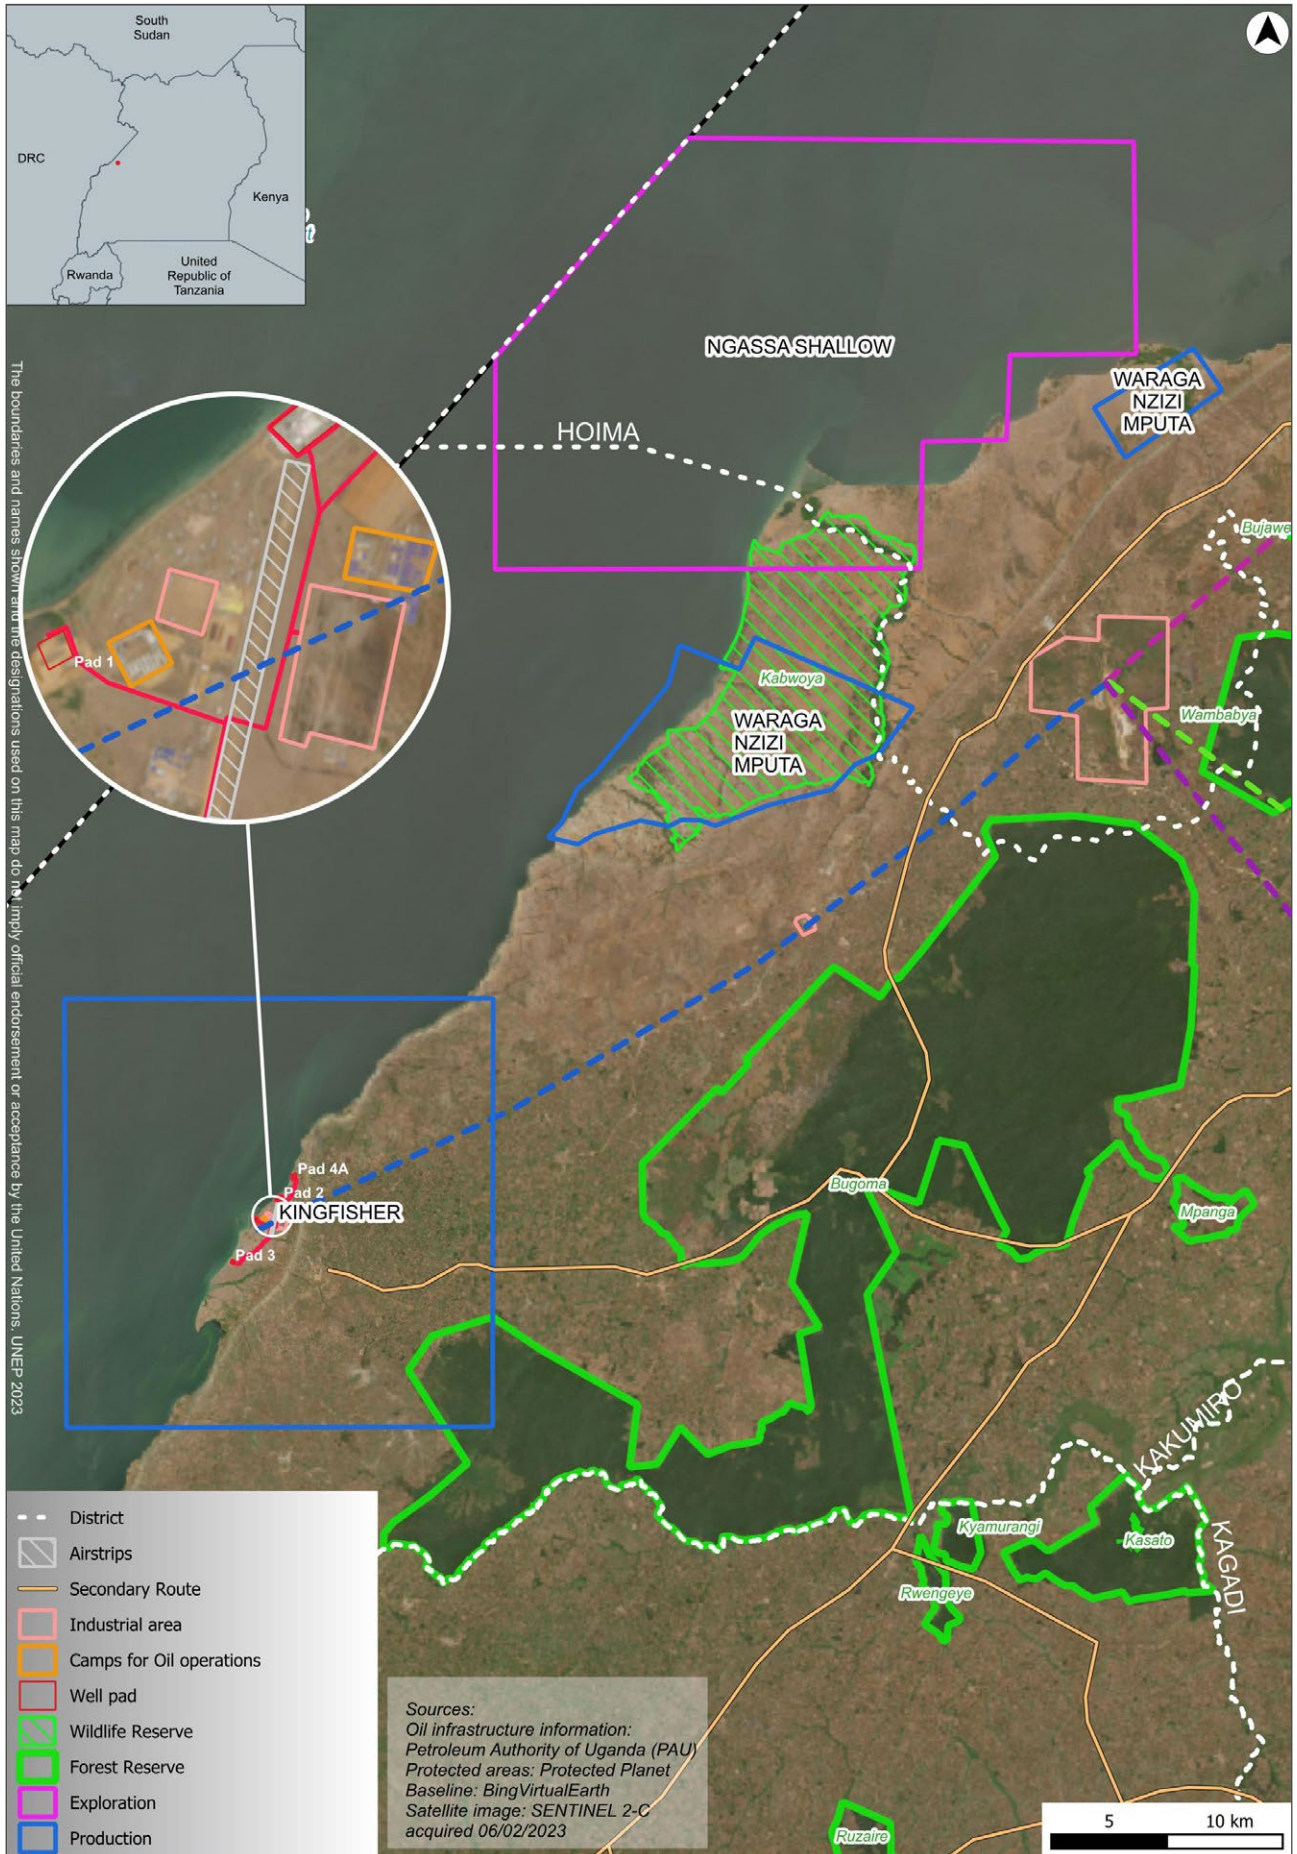 South
Sudan
DRC
Kenya
Rwanda
United
Republic of
Tanzania
NGASSA SHALLOW
WARAGA
NZIZI
MPUTA
HOIMA
Bujawe
Pad 1
Kabwoya
Wambabya
WARAGA
NZIZI
MPUTA
The boundaries and names shown and the designations used on this map do not imply official endorsement or acceptance by the United Nations. UNEP 2023
Pad 4A
Pad 2
KINGFISHER
Pad 3
Bugoma
Mpanga
KAKUMIRO
Kyamurangi
Kasato
KAGADI
Rwengeye
Ruzaire
District
Airstrips
Secondary Route
Industrial area
Camps for Oil operations
Well pad
Wildlife Reserve
Forest Reserve
Exploration
Production
Sources:
Oil infrastructure information:
Petroleum Authority of Uganda (PAU)
Protected areas: Protected Planet
Baseline: BingVirtualEarth
Satellite image: SENTINEL 2-C
acquired 06/02/2023
5 10 km